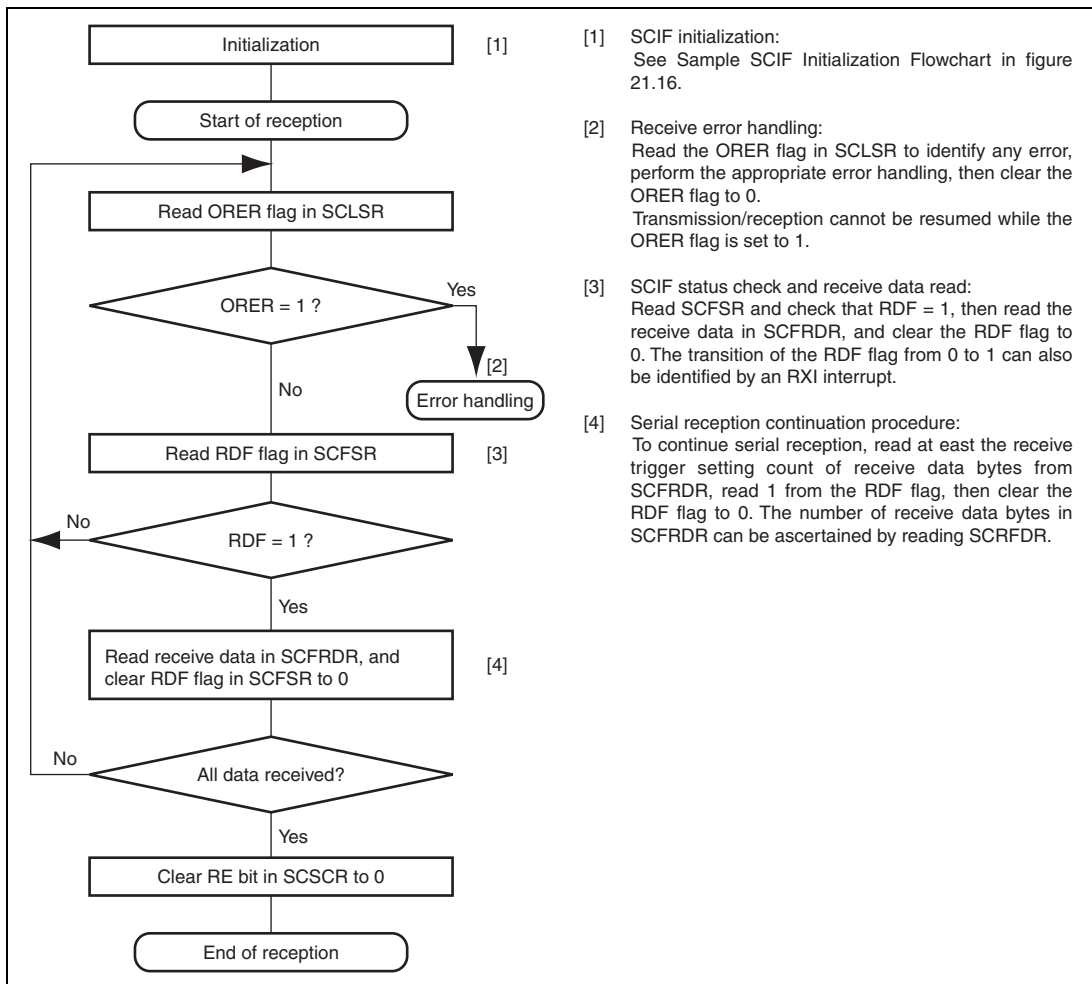 Initialization
[1]
Start of reception
Read ORER flag in SCLSR
ORER = 1 ?
Yes
[2]
Error handling
No
Read RDF flag in SCFSR
[3]
No
RDF = 1 ?
Yes
Read receive data in SCFRDR, and
clear RDF flag in SCFSR to 0
[4]
No
All data received?
Yes
Clear RE bit in SCSCR to 0
End of reception
[1] SCIF initialization:
See Sample SCIF Initialization Flowchart in figure
21.16.
[2] Receive error handling:
Read the ORER flag in SCLSR to identify any error,
perform the appropriate error handling, then clear the
ORER flag to 0.
Transmission/reception cannot be resumed while the
ORER flag is set to 1.
[3] SCIF status check and receive data read:
Read SCFSR and check that RDF = 1, then read the
receive data in SCFRDR, and clear the RDF flag to
0. The transition of the RDF flag from 0 to 1 can also
be identified by an RXI interrupt.
[4] Serial reception continuation procedure:
To continue serial reception, read at east the receive
trigger setting count of receive data bytes from
SCFRDR, read 1 from the RDF flag, then clear the
RDF flag to 0. The number of receive data bytes in
SCFRDR can be ascertained by reading SCRFDR.